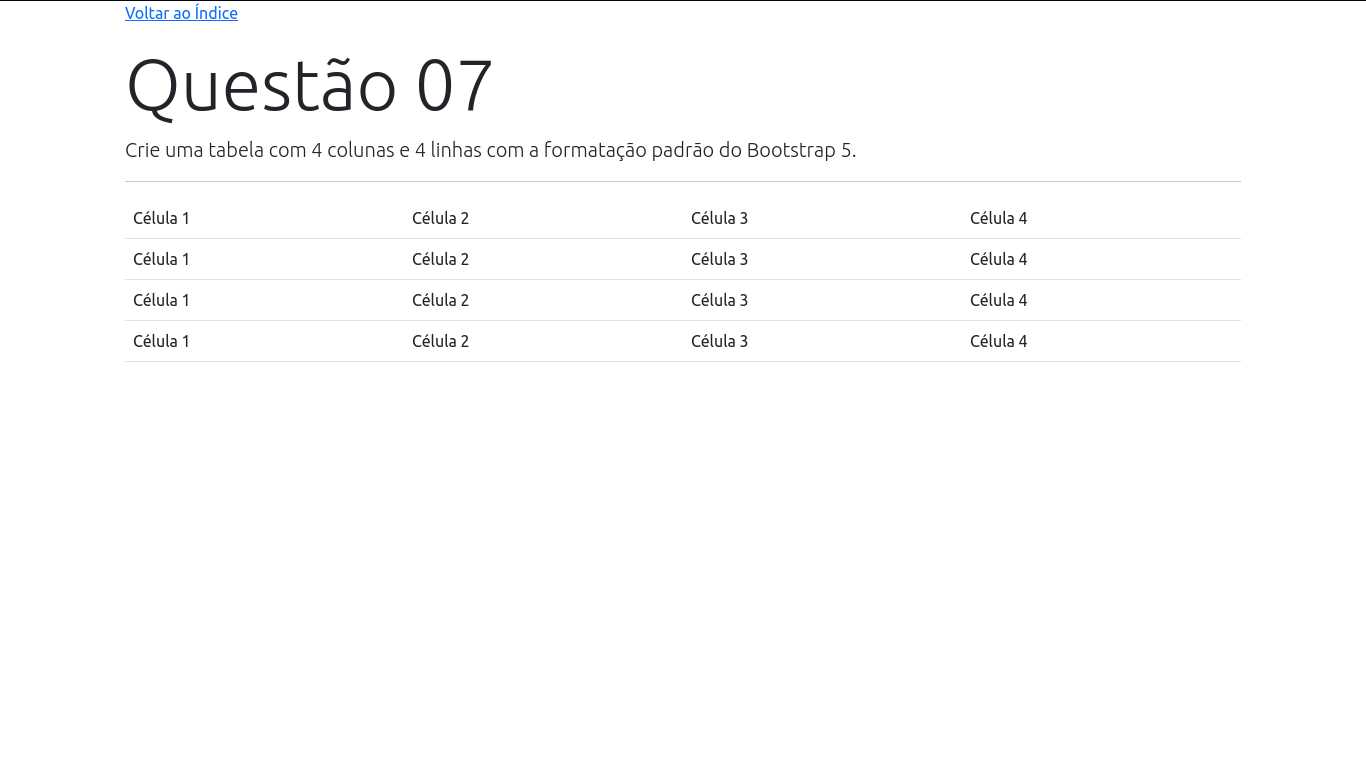 Voltar ao Índice
Questão 07
Crie uma tabela com 4 colunas e 4 linhas com a formatação padrão do Bootstrap 5.
Célula 1 Célula 2 Célula 3 Célula 4
Célula 1 Célula 2 Célula 3 Célula 4
Célula 1 Célula 2 Célula 3 Célula 4
Célula 1 Célula 2 Célula 3 Célula 4